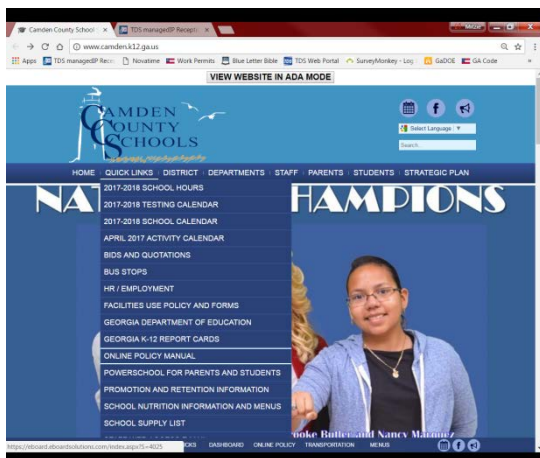 Camden County School
TDS managedIP Recepti
www.camden.k12.ga.us
Apps TDS managedIP Rece Novatime Work Permits Blue Letter Bible TDS Web Portal SurveyMonkey - Log GaDOE GA Code
VIEW WEBSITE IN ADA MODE
CAMDEN
COUNTY
SCHOOLS
Select Language
Search
HOME QUICK LINKS DISTRICT DEPARTMENTS STAFF PARENTS STUDENTS STRATEGIC PLAN
NAT HAMPIONS
2017-2018 SCHOOL HOURS
2017-2018 TESTING CALENDAR
2017-2018 SCHOOL CALENDAR
APRIL 2017 ACTIVITY CALENDAR
BIDS AND QUOTATIONS
BUS STOPS
HR / EMPLOYMENT
FACILITIES USE POLICY AND FORMS
GEORGIA DEPARTMENT OF EDUCATION
GEORGIA K-12 REPORT CARDS
ONLINE POLICY MANUAL
POWERSCHOOL FOR PARENTS AND STUDENTS
PROMOTION AND RETENTION INFORMATION
SCHOOL NUTRITION INFORMATION AND MENUS
SCHOOL SUPPLY LIST
ooke Butler and Nancy Marquez
https://eboard.eboardsolutions.com/index.aspx?S=4025
DASHBOARD ONLINE POLICY TRANSPORTATION MENUS